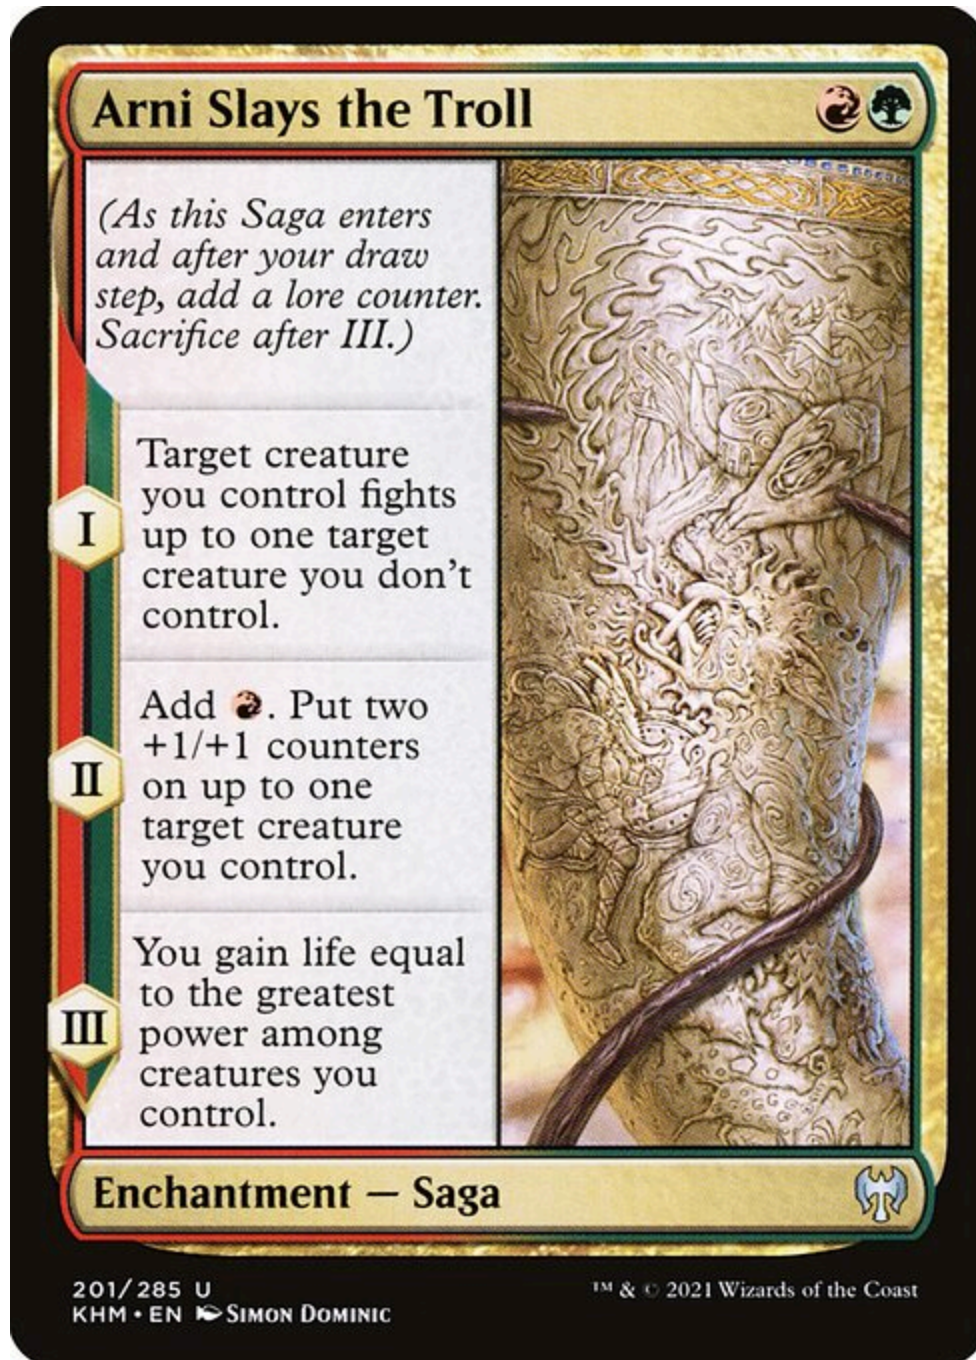 Arni Slays the Troll
(As this Saga enters
and after your draw
step, add a lore counter.
Sacrifice after III.)
I
Target creature
you control fights
up to one target
creature you don't
control.
II
Add . Put two
+1/+1 counters
on up to one
target creature
you control.
III
You gain life equal
to the greatest
power among
creatures you
control.
Enchantment — Saga
201/285 U
KHM • EN Simon Dominic
™ & © 2021 Wizards of the Coast